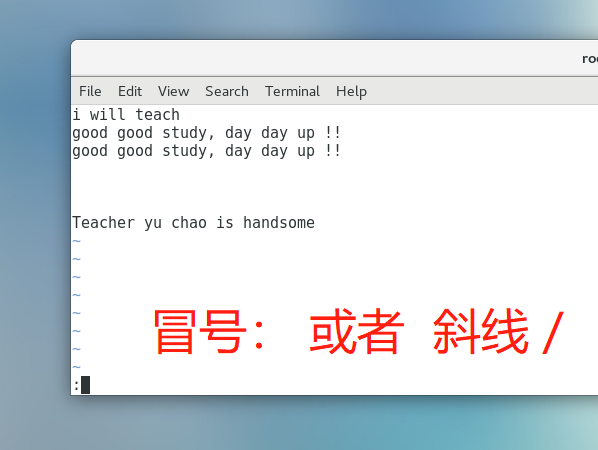 File Edit View Search Terminal Help
i will teach
good good study, day day up !!
good good study, day day up !!
Teacher yu chao is handsome
~
~
~
~
~
~
~
~
冒号： 或者 斜线 /
: